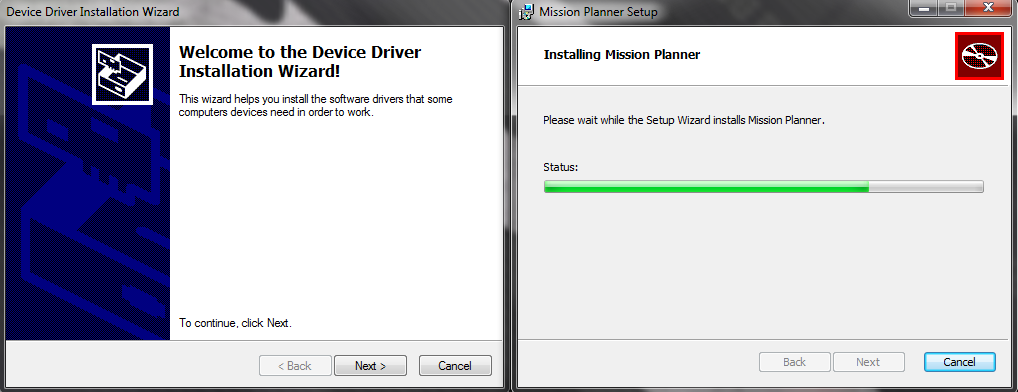 Device Driver Installation Wizard
Welcome to the Device Driver
Installation Wizard!
This wizard helps you install the software drivers that some
computers devices need in order to work.
To continue, click Next.
< Back
Next >
Cancel
Mission Planner Setup
Installing Mission Planner
Please wait while the Setup Wizard installs Mission Planner.
Status:
Back
Next
Cancel